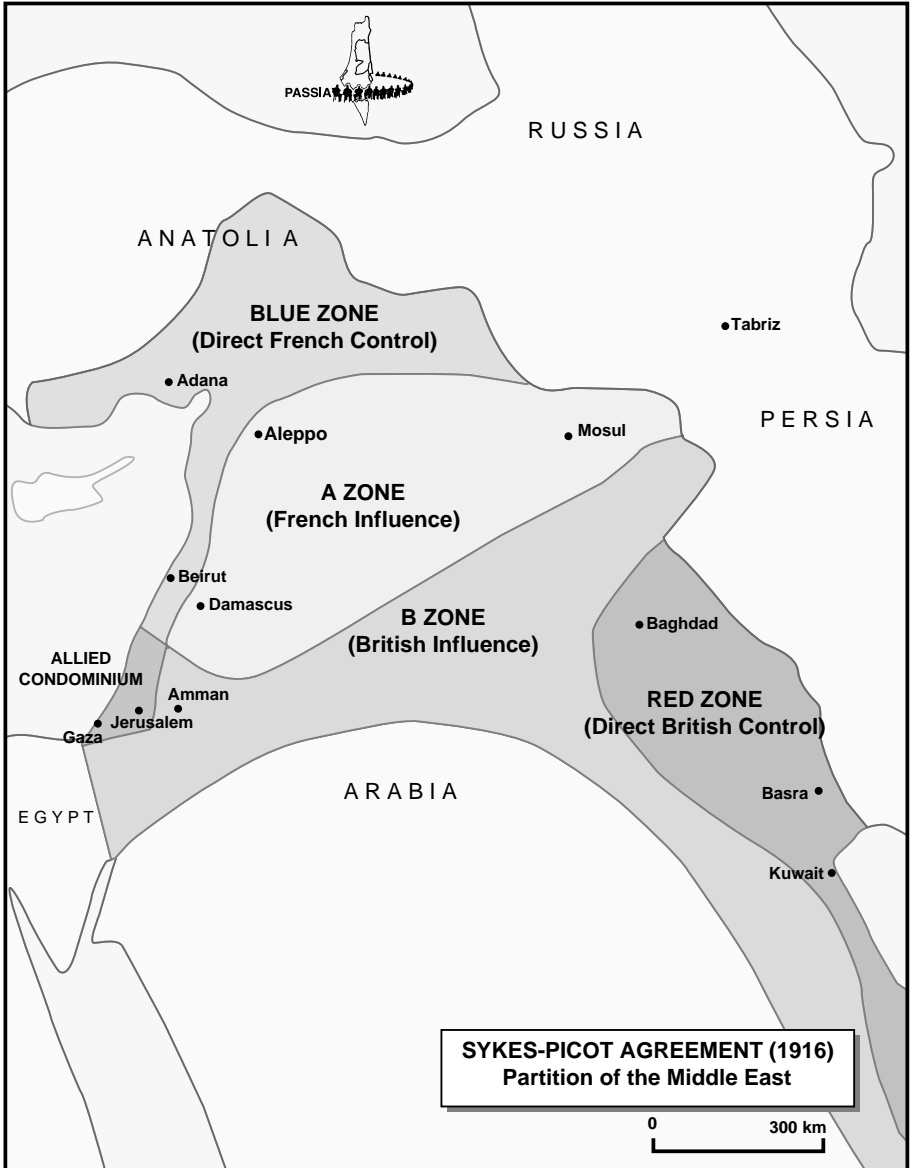 PASSIA
RUSSIA
ANATOLIA
BLUE ZONE
(Direct French Control)
Tabriz
Adana
PERSIA
Aleppo
Mosul
A ZONE
(French Influence)
Beirut
Damascus
B ZONE
(British Influence)
Baghdad
ALLIED
CONDOMINIUM
Amman
Jerusalem
Gaza
RED ZONE
(Direct British Control)
ARABIA
Basra
EGYPT
Kuwait
SYKES-PICOT AGREEMENT (1916)
Partition of the Middle East
0 300 km